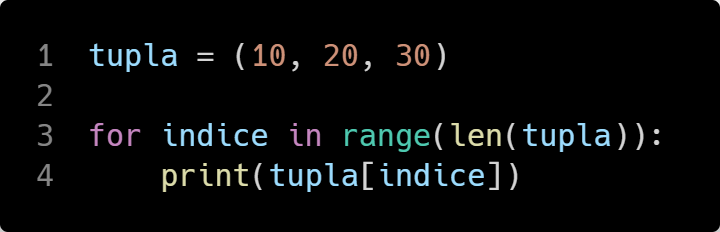 1 tupla = (10, 20, 30)
2
3 for indice in range(len(tupla)):
4     print(tupla[indice])